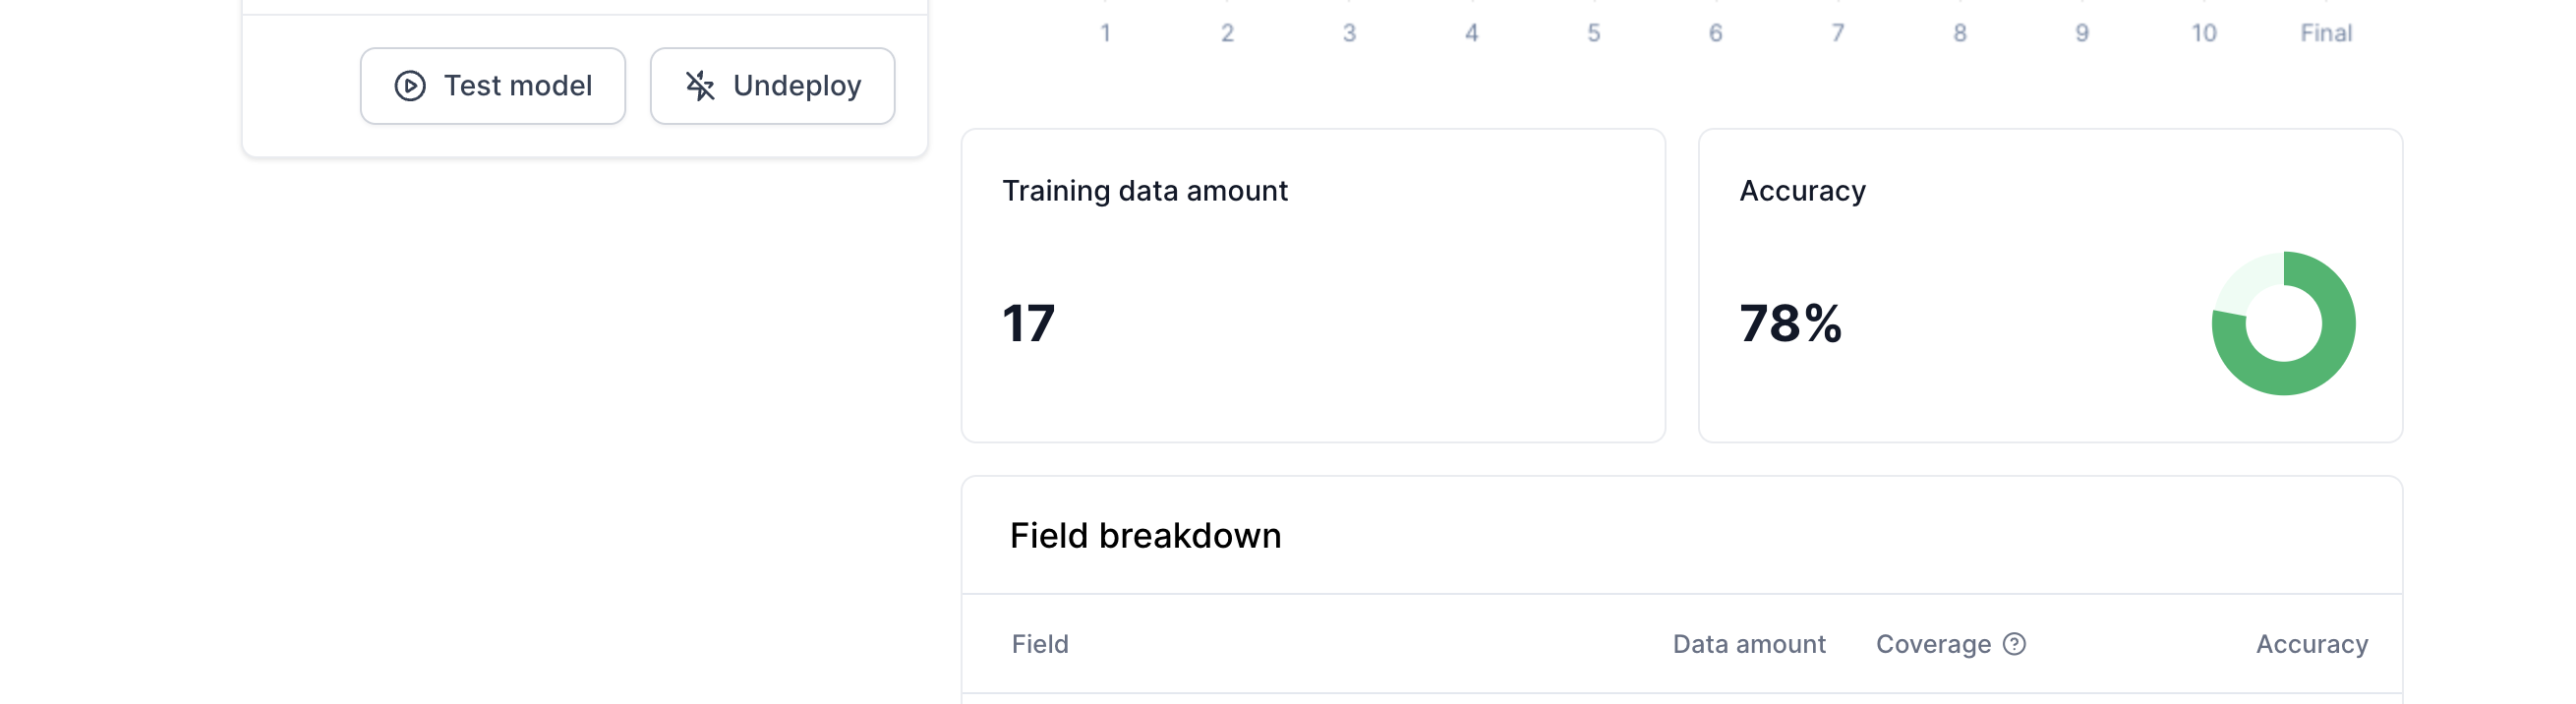 1 2 3 4 5 6 7 8 9 10 Final
Test model Undeploy
Training data amount
17
Accuracy
78%
Field breakdown
Field Data amount Coverage Accuracy